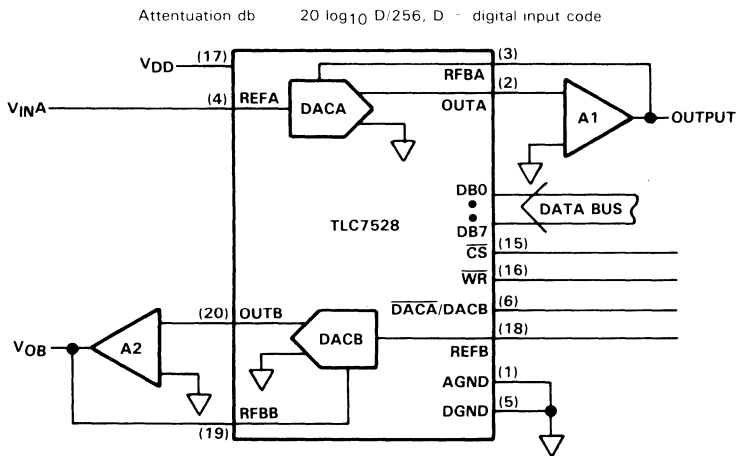 Attentuation db 20 log10 D/256, D - digital input code
VDD
(17)
(3)
RFBA
(2)
VINA
(4)
REFA
DACA
OUTA
A1
OUTPUT
DB0
DATA BUS
TLC7528
DB7
CS
(15)
WR
(16)
DACA/DACB
(6)
(20)
OUTB
DACB
(18)
REFB
VOB
A2
AGND
(1)
DGND
(5)
RFBB
(19)